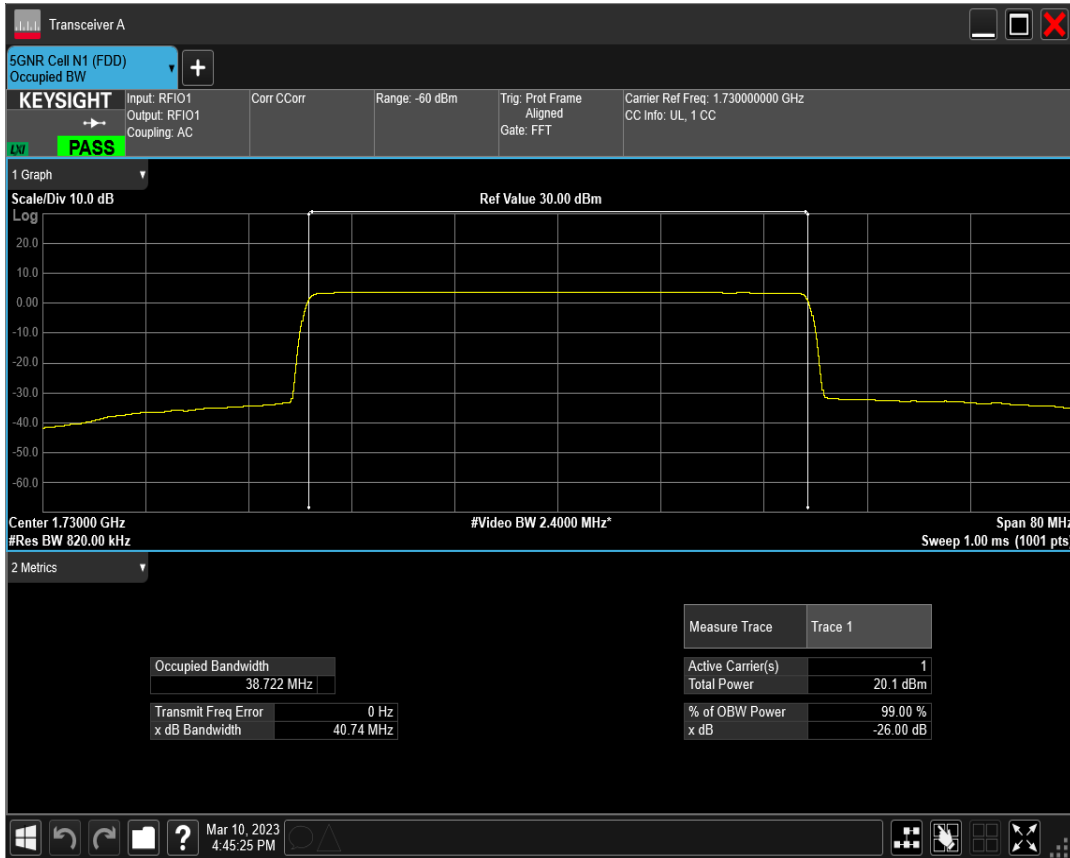 Transceiver A
5GNR Cell N1 (FDD)
Occupied BW
+
KEYSIGHT
LXI
PASS
Input: RFIO1
Output: RFIO1
Coupling: AC
Corr CCorr
Range: -60 dBm
Trig: Prot Frame
Aligned
Gate: FFT
Carrier Ref Freq: 1.730000000 GHz
CC Info: UL, 1 CC
1 Graph
Scale/Div 10.0 dB
Ref Value 30.00 dBm
Log
20.0
10.0
0.00
-10.0
-20.0
-30.0
-40.0
-50.0
-60.0
Center 1.73000 GHz
#Video BW 2.4000 MHz*
Span 80 MHz
#Res BW 820.00 kHz
Sweep 1.00 ms (1001 pts)
2 Metrics
Measure Trace Trace 1
Occupied Bandwidth
38.722 MHz
Active Carrier(s) 1
Total Power 20.1 dBm
Transmit Freq Error 0 Hz
x dB Bandwidth 40.74 MHz
% of OBW Power 99.00 %
x dB -26.00 dB
?
Mar 10, 2023
4:45:25 PM